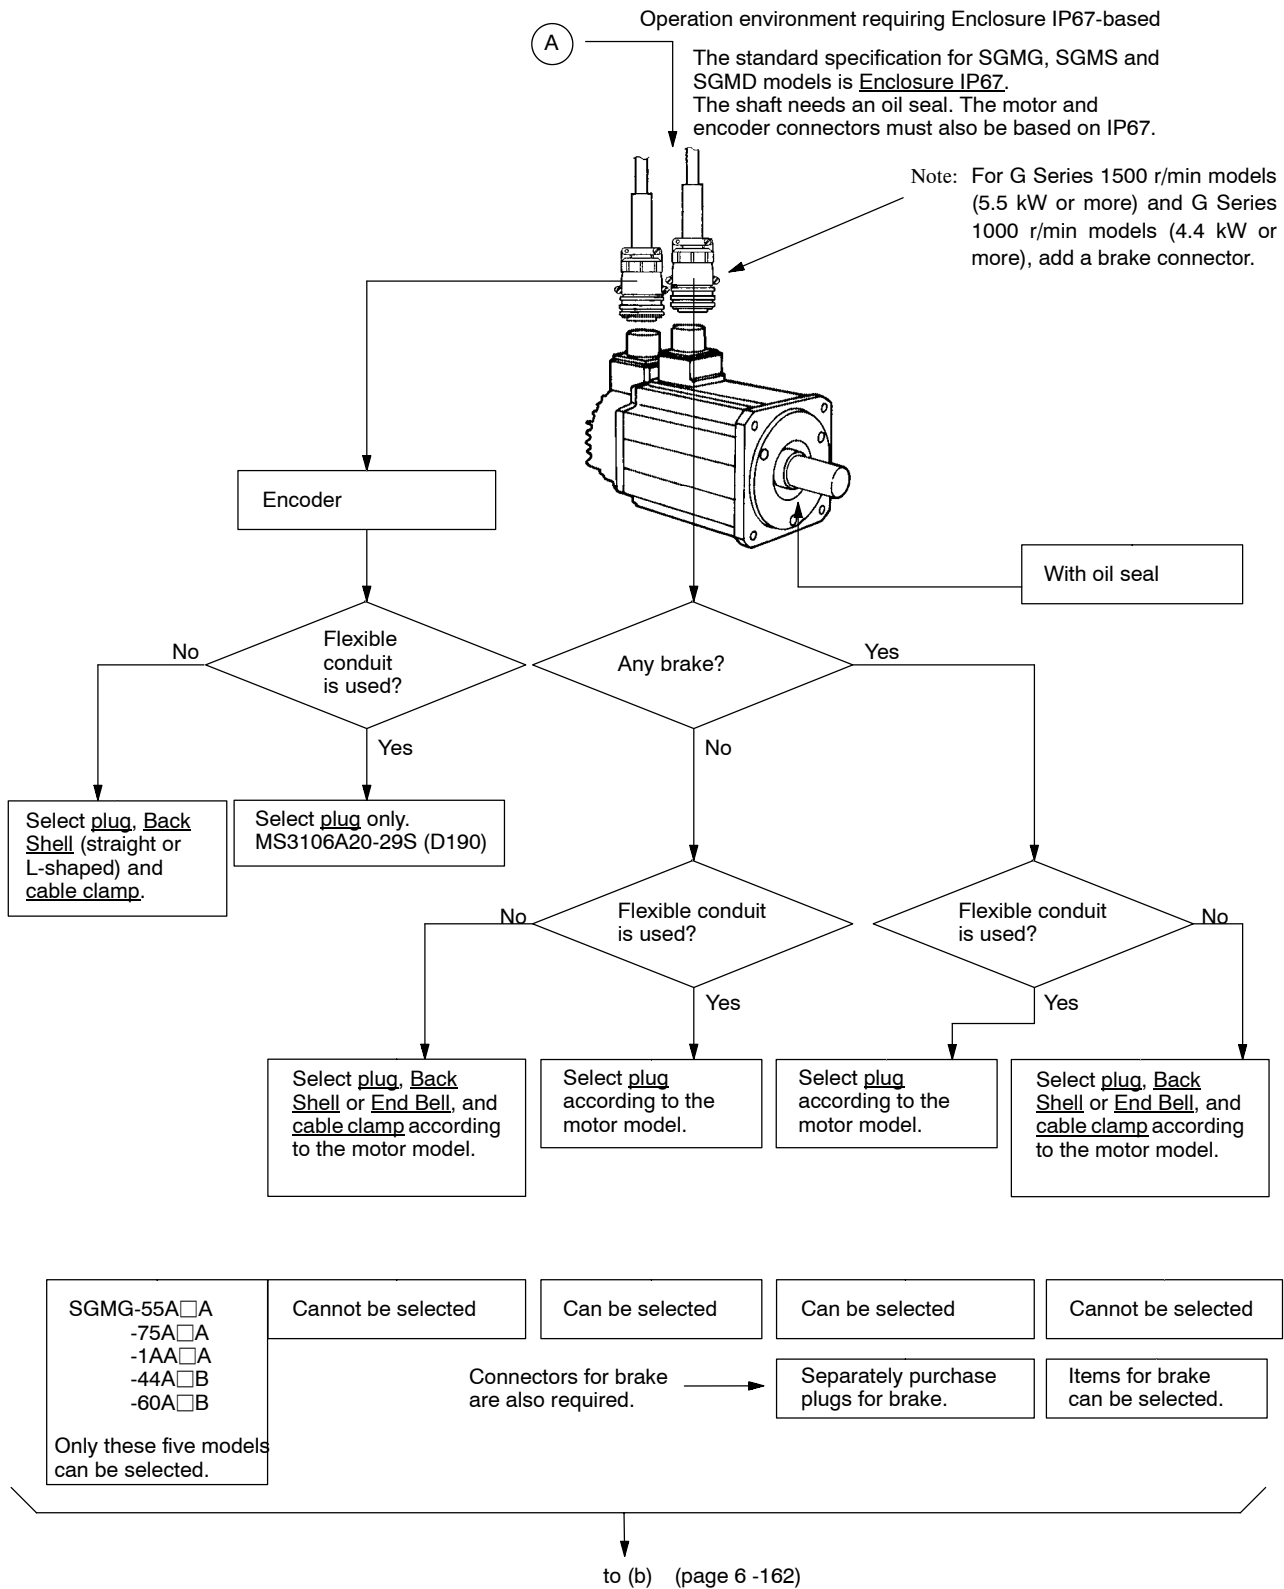 Operation environment requiring Enclosure IP67-based
A
The standard specification for SGMG, SGMS and
SGMD models is Enclosure IP67.
The shaft needs an oil seal. The motor and
encoder connectors must also be based on IP67.
Note: For G Series 1500 r/min models
(5.5 kW or more) and G Series
1000 r/min models (4.4 kW or
more), add a brake connector.
Encoder
With oil seal
No
Flexible
conduit
is used?
Yes
Any brake?
Yes
No
Select plug, Back
Shell (straight or
L-shaped) and
cable clamp.
Select plug only.
MS3106A20-29S (D190)
No
Flexible conduit
is used?
Yes
Flexible conduit
is used?
No
Yes
Select plug, Back
Shell or End Bell, and
cable clamp according
to the motor model.
Select plug
according to the
motor model.
Select plug
according to the
motor model.
Select plug, Back
Shell or End Bell, and
cable clamp according
to the motor model.
SGMG-55A□A
-75A□A
-1AA□A
-44A□B
-60A□B
Only these five models
can be selected.
Cannot be selected
Can be selected
Can be selected
Cannot be selected
Connectors for brake
are also required.
Separately purchase
plugs for brake.
Items for brake
can be selected.
to (b) (page 6 -162)